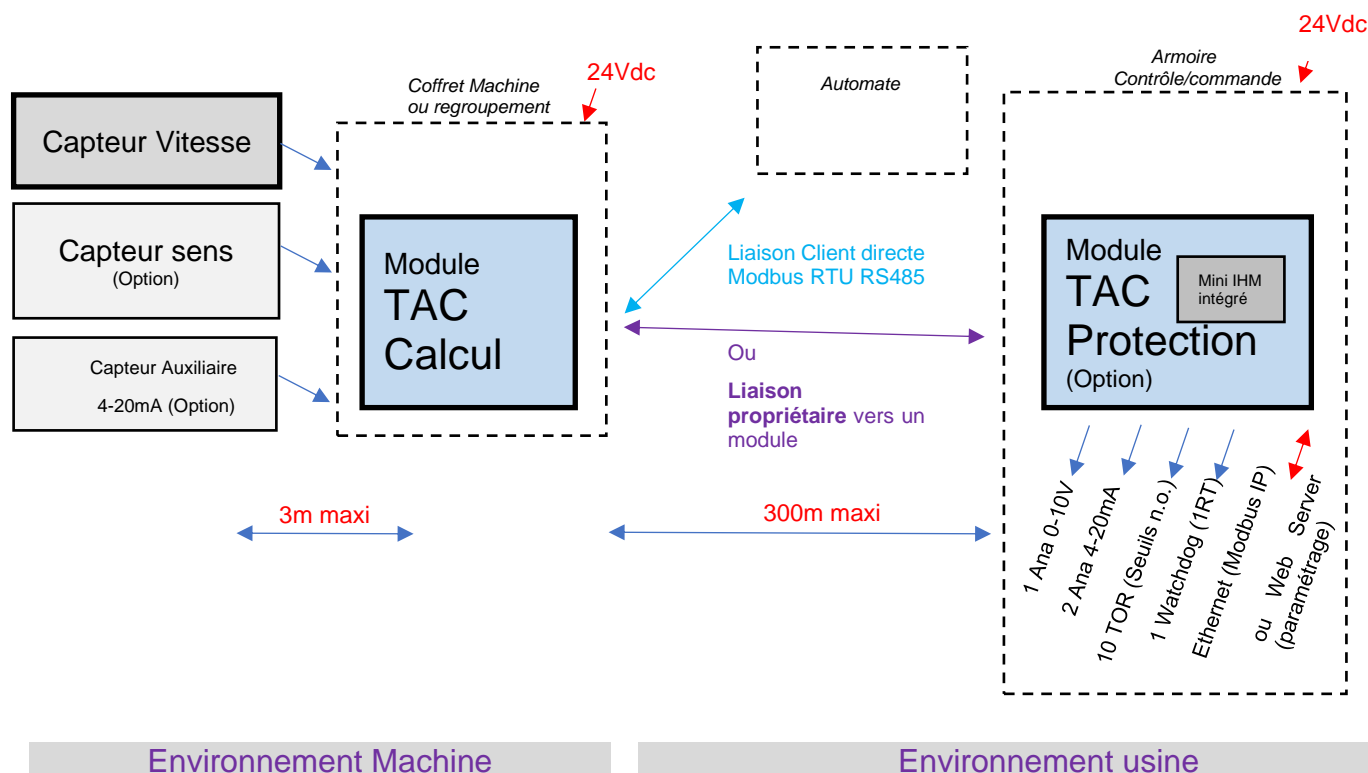 24Vdc
Armoire
Contrôle/commande
24Vdc
Coffret Machine
ou regroupement
Automate
Capteur Vitesse
Capteur sens
(Option)
Capteur Auxiliaire
4-20mA (Option)
Module
TAC
Calcul
Liaison Client directe
Modbus RTU RS485
Ou
Liaison
propriétaire vers un
module
Module
TAC
Protection
(Option)
Mini IHM
intégré
3m maxi
300m maxi
1 Ana 0-10V
2 Ana 4-20mA
10 TOR (Seuils n.o.)
1 Watchdog (1RT)
Ethernet (Modbus IP)
ou Web Server
(paramétrage)
Environnement Machine
Environnement usine